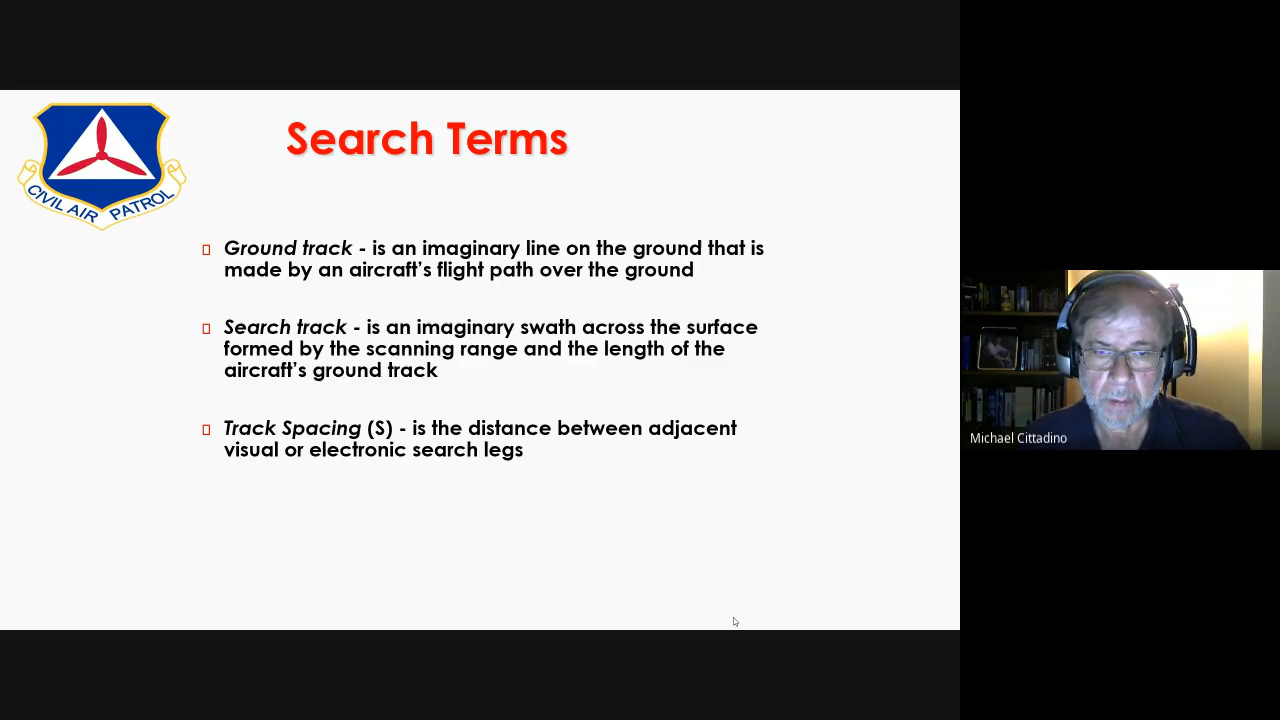 Search Terms
CIVIL AIR PATROL
Ground track - is an imaginary line on the ground that is
made by an aircraft's flight path over the ground
Search track - is an imaginary swath across the surface
formed by the scanning range and the length of the
aircraft's ground track
Track Spacing (S) - is the distance between adjacent
visual or electronic search legs
Michael Cittadino